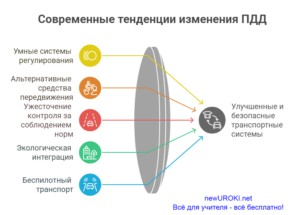 Современные тенденции изменения ПДД
Умные системы
регулирования
Альтернативные
средства
передвижения
Ужесточение
контроля за
соблюдением
норм
Экологическая
интеграция
Беспилотный
транспорт
Улучшенные и
безопасные
транспортные
системы
newUROKI.net
Всё для учителя - всё бесплатно!